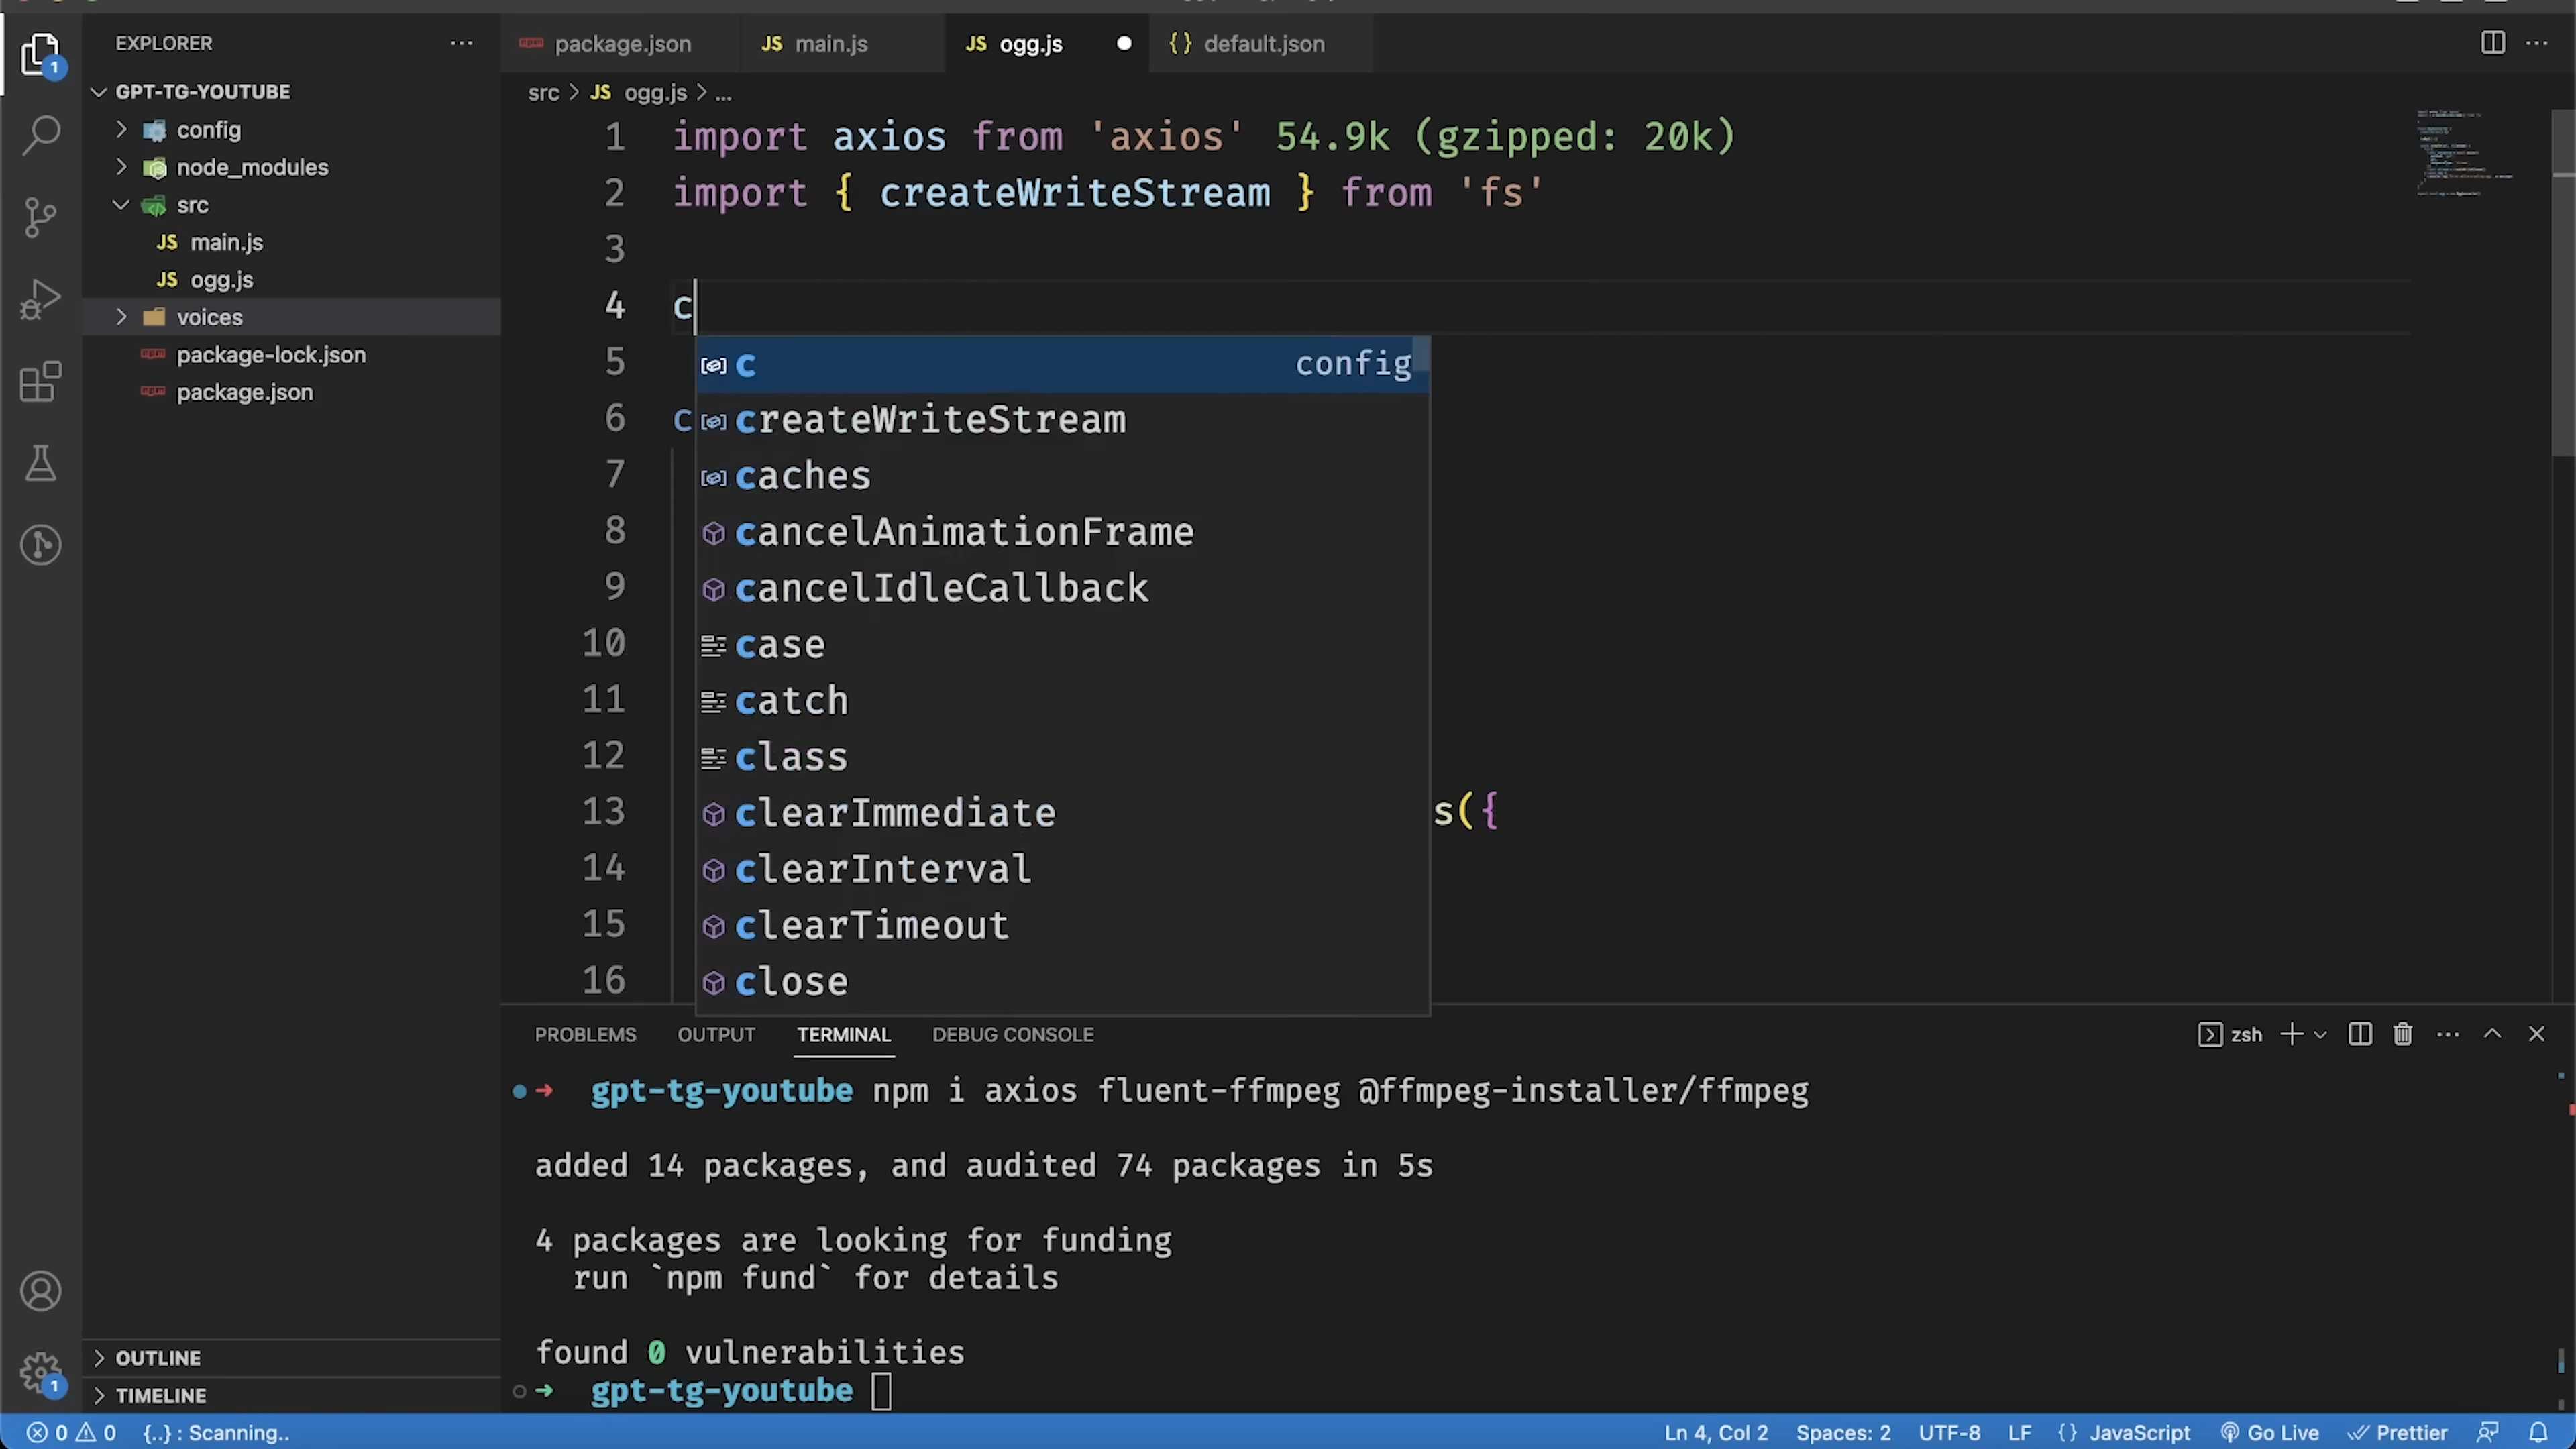 EXPLORER
package.json
JS main.js
JS ogg.js
{} default.json
1
GPT-TG-YOUTUBE
config
node_modules
src
JS main.js
JS ogg.js
voices
package-lock.json
package.json
OUTLINE
TIMELINE
1
src > JS ogg.js > ...
1 import axios from 'axios' 54.9k (gzipped: 20k)
2 import { createWriteStream } from 'fs'
3
4 c
5 c config
6 c createWriteStream
7 caches
8 cancelAnimationFrame
9 cancelIdleCallback
10 case
11 catch
12 class
13 clearImmediate s({
14 clearInterval
15 clearTimeout
16 close
PROBLEMS OUTPUT TERMINAL DEBUG CONSOLE
zsh
gpt-tg-youtube npm i axios fluent-ffmpeg @ffmpeg-installer/ffmpeg
added 14 packages, and audited 74 packages in 5s
4 packages are looking for funding
run `npm fund` for details
found 0 vulnerabilities
gpt-tg-youtube
0 0 {..} : Scanning.. Ln 4, Col 2 Spaces: 2 UTF-8 LF {} JavaScript Go Live Prettier